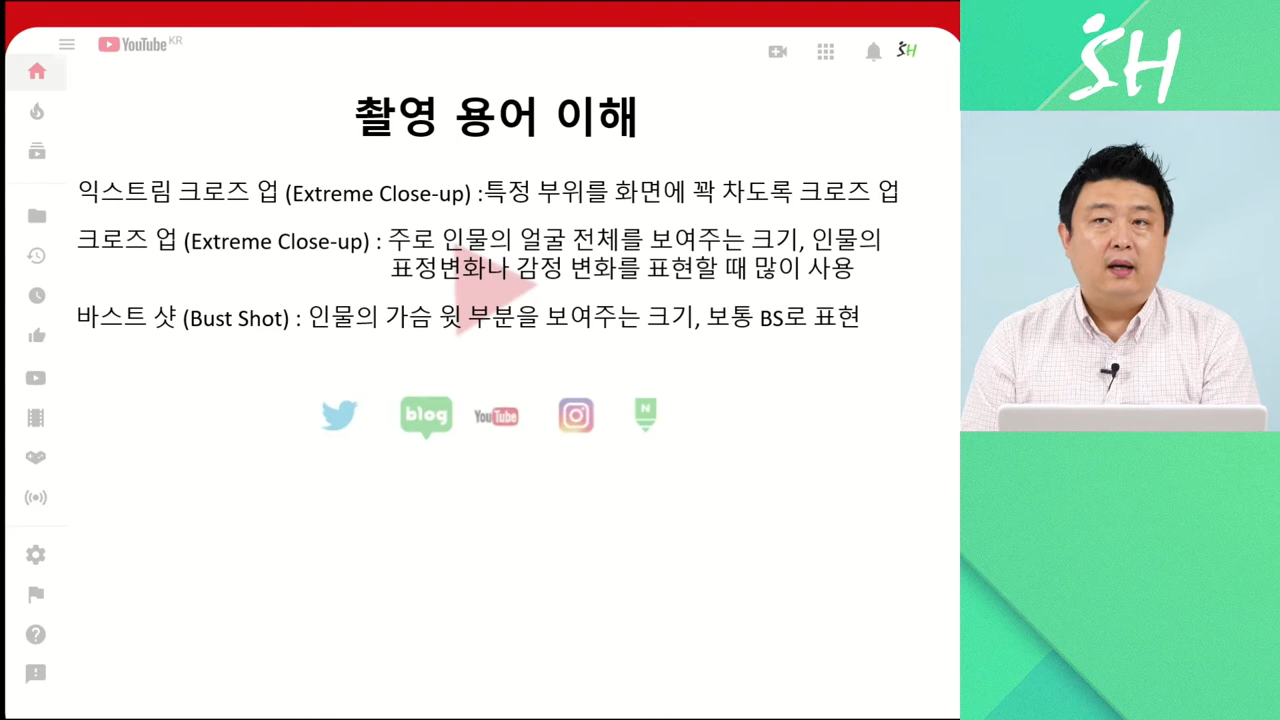 YouTube KR
SH
SH
촬영 용어 이해
익스트림 크로즈 업 (Extreme Close-up) :특정 부위를 화면에 꽉 차도록 크로즈 업
크로즈 업 (Extreme Close-up) : 주로 인물의 얼굴 전체를 보여주는 크기, 인물의
표정변화나 감정 변화를 표현할 때 많이 사용
바스트 샷 (Bust Shot) : 인물의 가슴 윗 부분을 보여주는 크기, 보통 BS로 표현
blog
YouTube
N